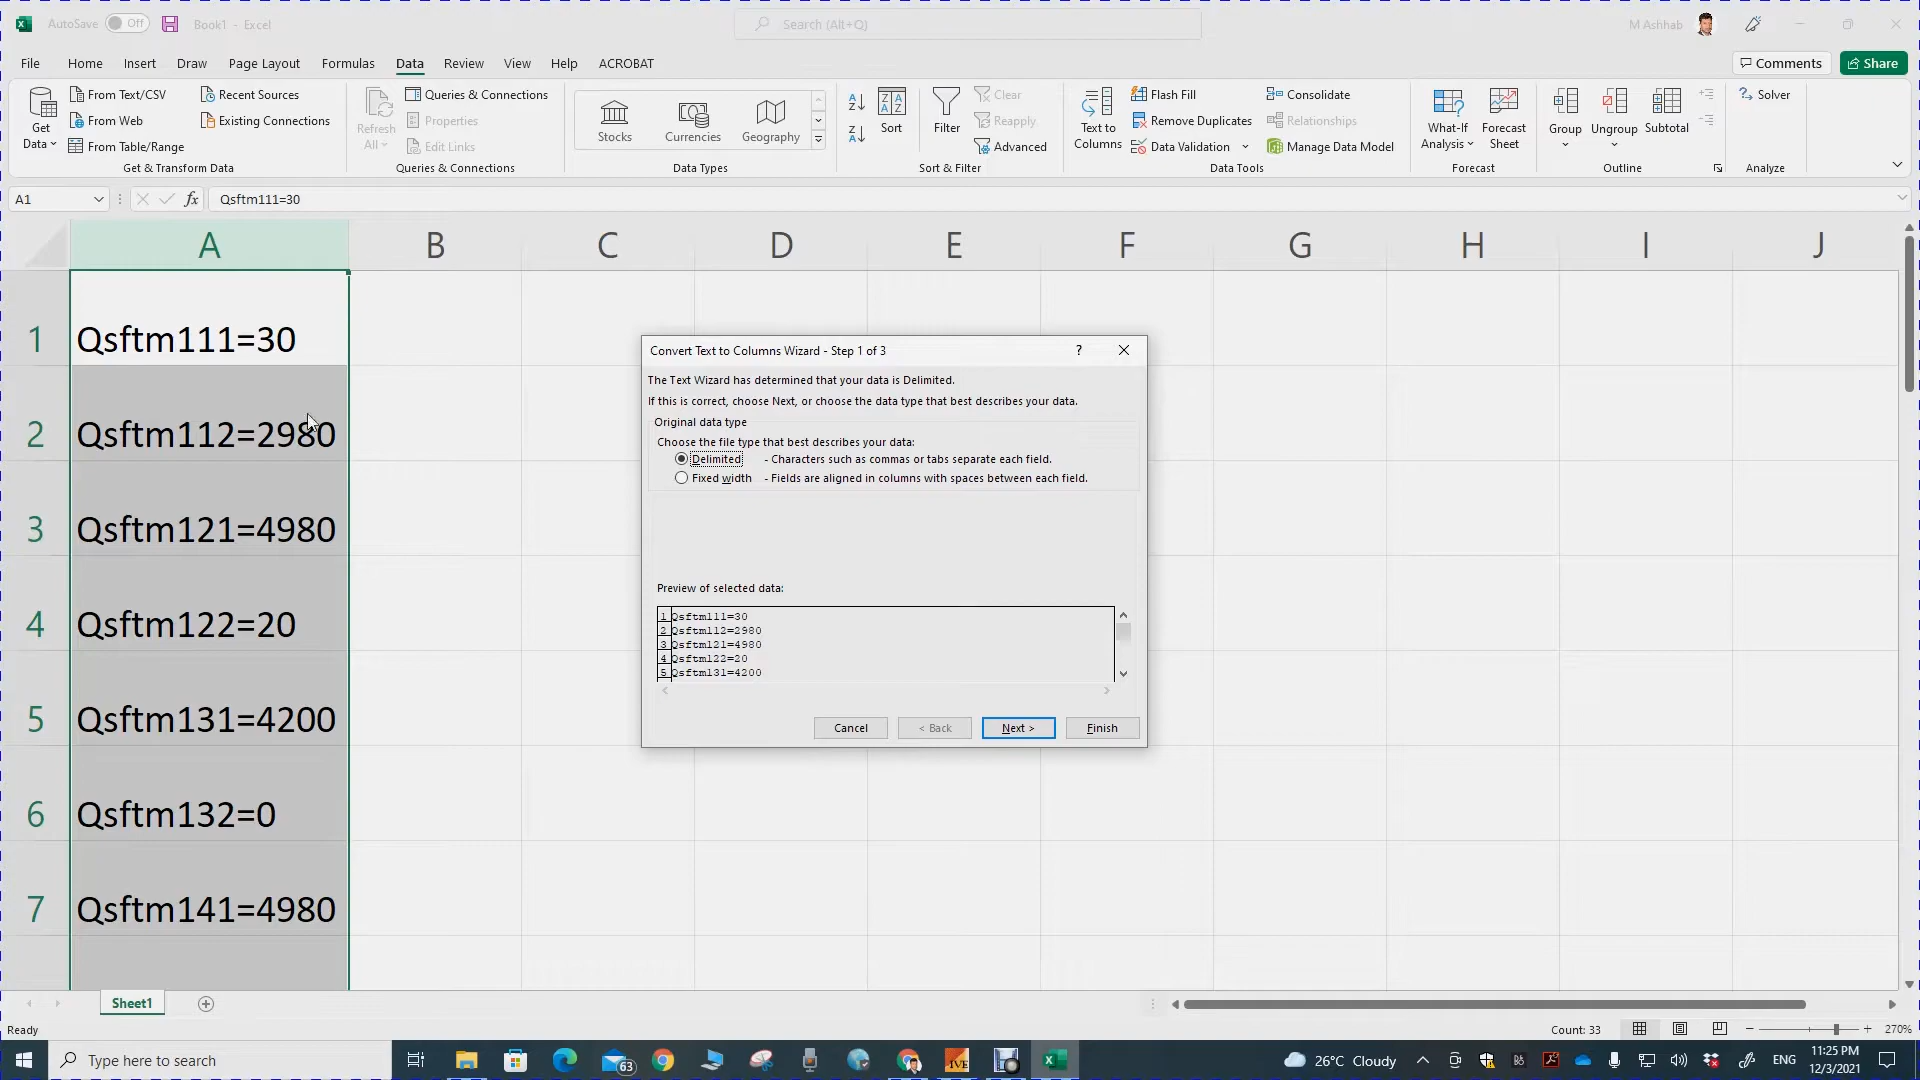 AutoSave Off Book1 - Excel Search (Alt+Q) M Ashhab
File Home Insert Draw Page Layout Formulas Data Review View Help ACROBAT Comments Share
Get Data
From Text/CSV
From Web
From Table/Range
Recent Sources
Existing Connections
Get & Transform Data
Refresh All
Queries & Connections
Properties
Edit Links
Queries & Connections
Stocks Currencies Geography
Data Types
Sort
Filter
Clear
Reapply
Advanced
Sort & Filter
Text to Columns
Flash Fill
Remove Duplicates
Data Validation
Consolidate
Relationships
Manage Data Model
Data Tools
What-If Analysis
Forecast Sheet
Forecast
Group Ungroup Subtotal
Outline
Solver
Analyze
A1 fx Qsftm111=30
A B C D E F G H I J
1 Qsftm111=30
2 Qsftm112=2980
3 Qsftm121=4980
4 Qsftm122=20
5 Qsftm131=4200
6 Qsftm132=0
7 Qsftm141=4980
Convert Text to Columns Wizard - Step 1 of 3 ?
The Text Wizard has determined that your data is Delimited.
If this is correct, choose Next, or choose the data type that best describes your data.
Original data type
Choose the file type that best describes your data:
Delimited - Characters such as commas or tabs separate each field.
Fixed width - Fields are aligned in columns with spaces between each field.
Preview of selected data:
1 Qsftm111=30
2 Qsftm112=2980
3 Qsftm121=4980
4 Qsftm122=20
5 Qsftm131=4200
Cancel < Back Next > Finish
Sheet1
Ready Count: 33 270%
Type here to search 63 26°C Cloudy ENG 11:25 PM
12/3/2021